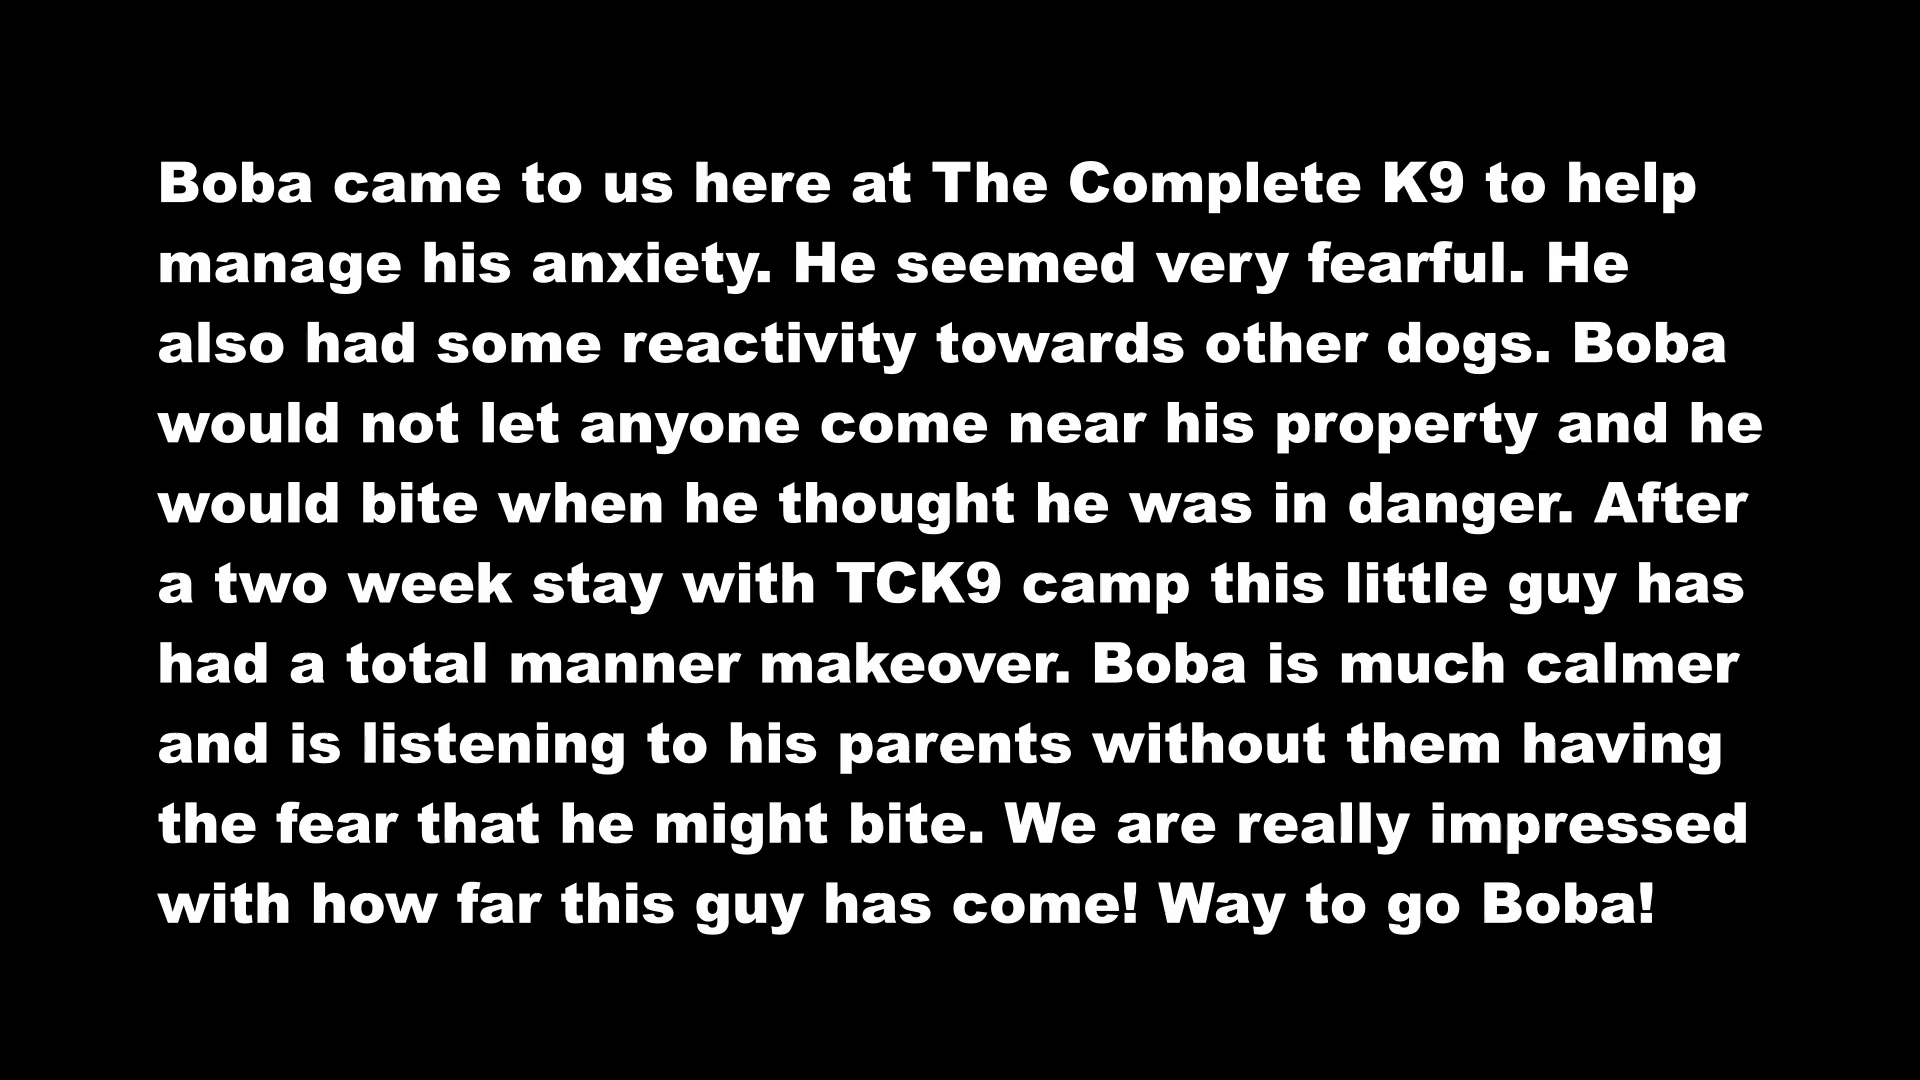 Boba came to us here at The Complete K9 to help
manage his anxiety. He seemed very fearful. He
also had some reactivity towards other dogs. Boba
would not let anyone come near his property and he
would bite when he thought he was in danger. After
a two week stay with TCK9 camp this little guy has
had a total manner makeover. Boba is much calmer
and is listening to his parents without them having
the fear that he might bite. We are really impressed
with how far this guy has come! Way to go Boba!